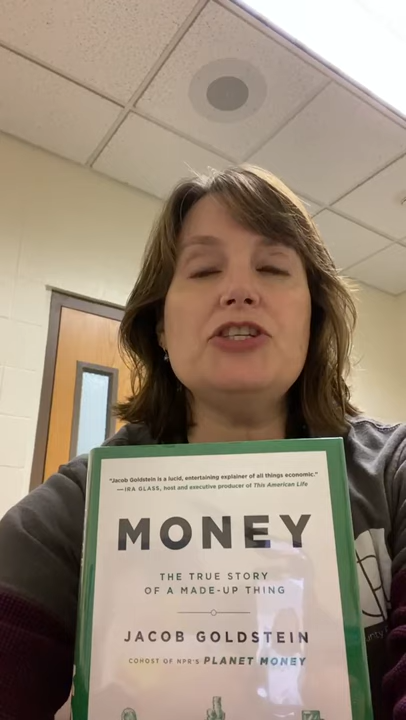 "Jacob Goldstein is a lucid, entertaining explainer of all things economic."
—IRA GLASS, host and executive producer of This American Life
MONEY
THE TRUE STORY
OF A MADE-UP THING
JACOB GOLDSTEIN
COHOST OF NPR'S PLANET MONEY